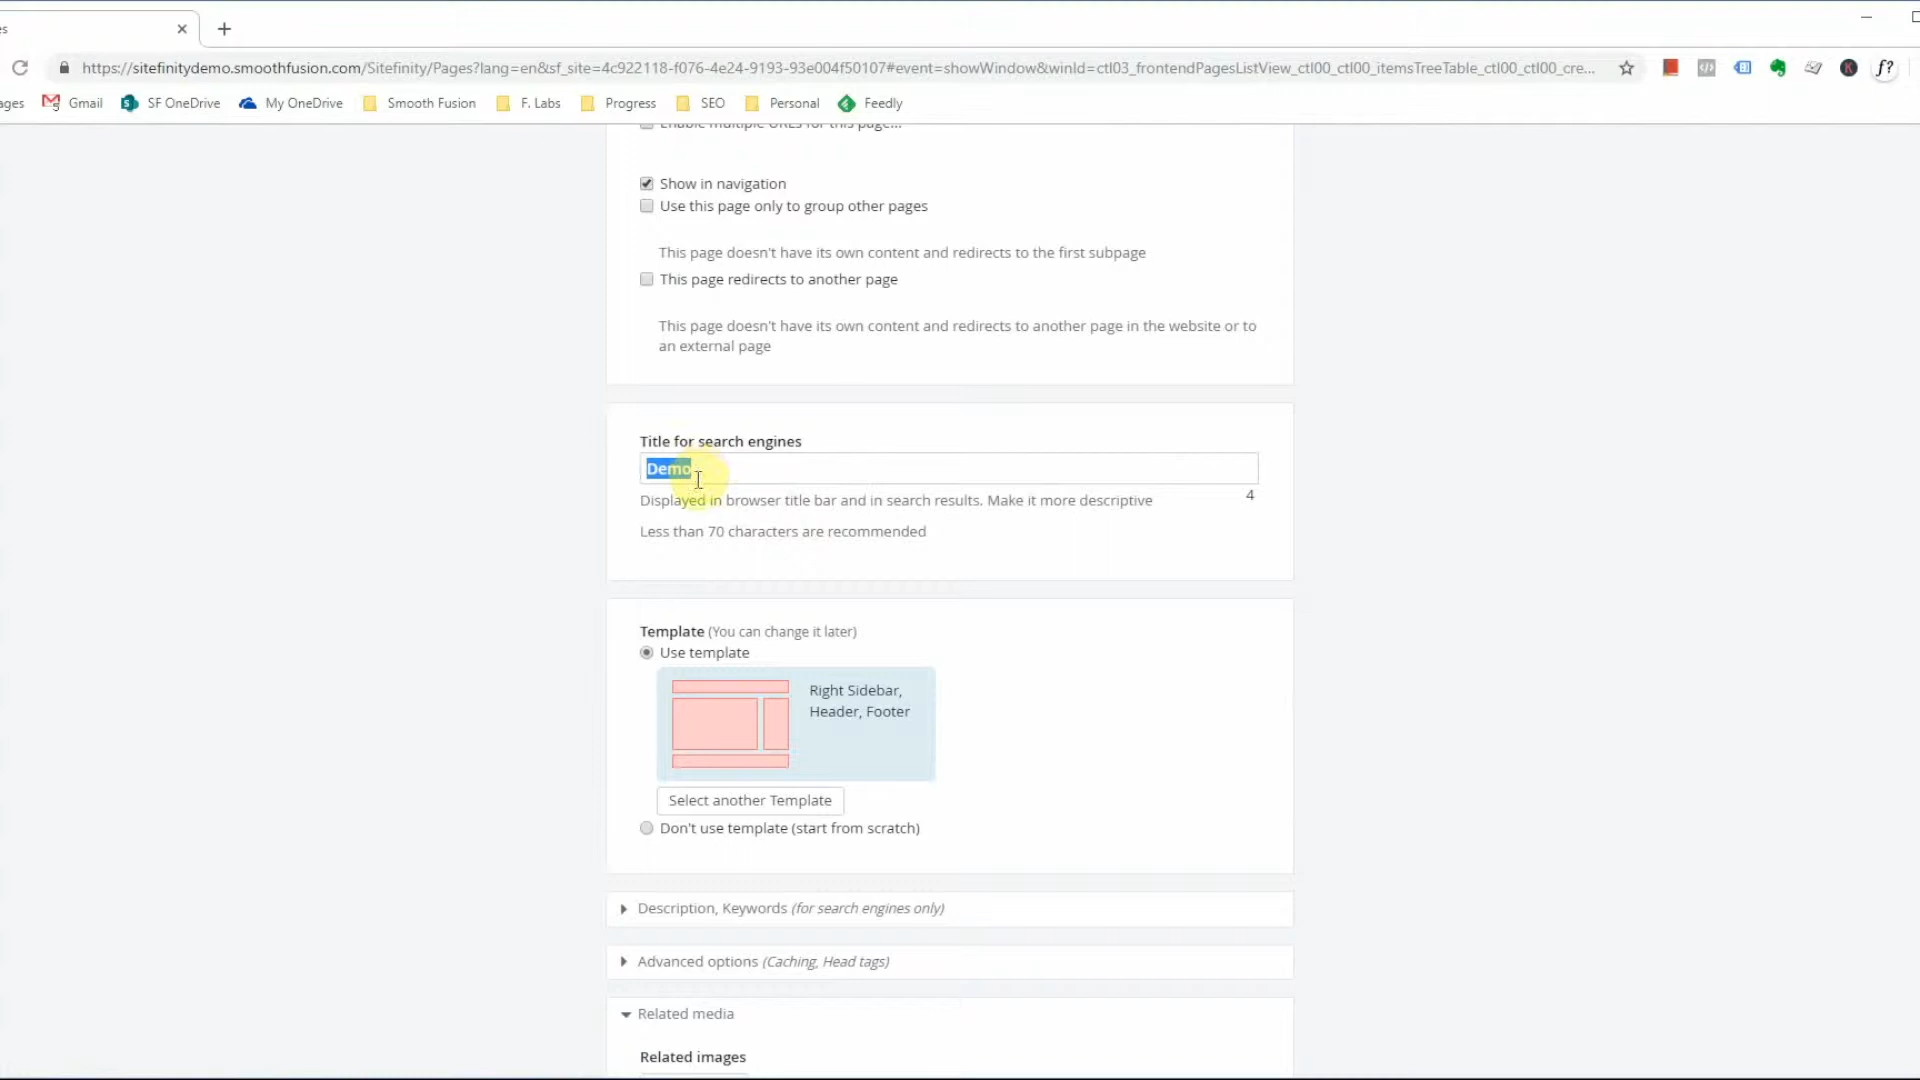 es
https://sitefinitydemo.smoothfusion.com/Sitefinity/Pages?lang=en&sf_site=4c922118-f076-4e24-9193-93e004f50107#event=showWindow&winId=ctl03_frontendPagesListView_ctl00_ctl00_itemsTreeTable_ctl00_ctl00_cre...
f?
ages Gmail SF OneDrive My OneDrive Smooth Fusion F. Labs Progress SEO Personal Feedly
Enable multiple URLs for this page...
Show in navigation
Use this page only to group other pages
This page doesn't have its own content and redirects to the first subpage
This page redirects to another page
This page doesn't have its own content and redirects to another page in the website or to
an external page
Title for search engines
Demo
Displayed in browser title bar and in search results. Make it more descriptive
4
Less than 70 characters are recommended
Template (You can change it later)
Use template
Right Sidebar,
Header, Footer
Select another Template
Don't use template (start from scratch)
Description, Keywords (for search engines only)
Advanced options (Caching, Head tags)
Related media
Related images